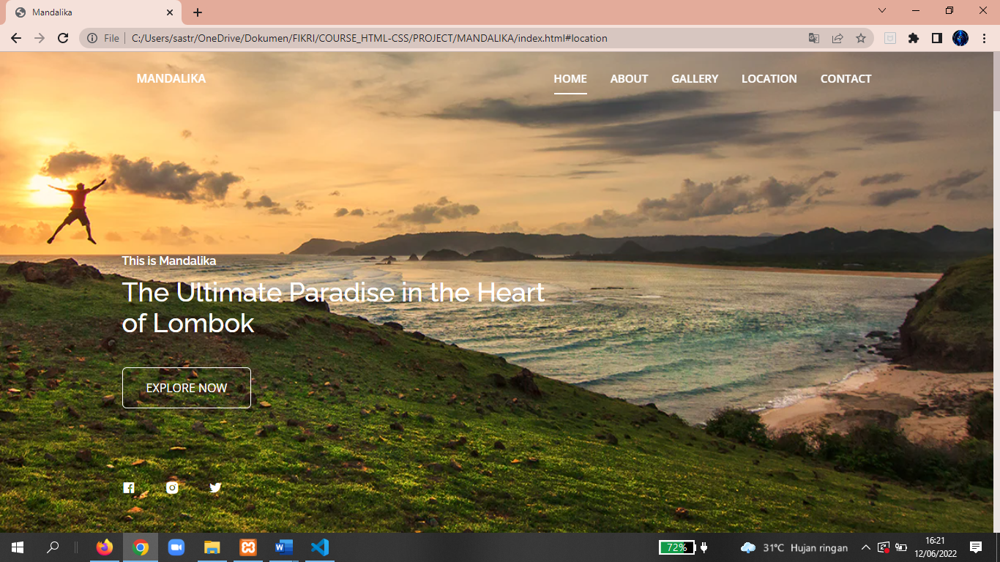 Mandalika
File
C:/Users/sastr/OneDrive/Dokumen/FIKRI/COURSE_HTML-CSS/PROJECT/MANDALIKA/index.html#location
MANDALIKA
HOME
ABOUT
GALLERY
LOCATION
CONTACT
This is Mandalika
The Ultimate Paradise in the Heart
of Lombok
EXPLORE NOW
72%
31°C Hujan ringan
16:21
12/06/2022